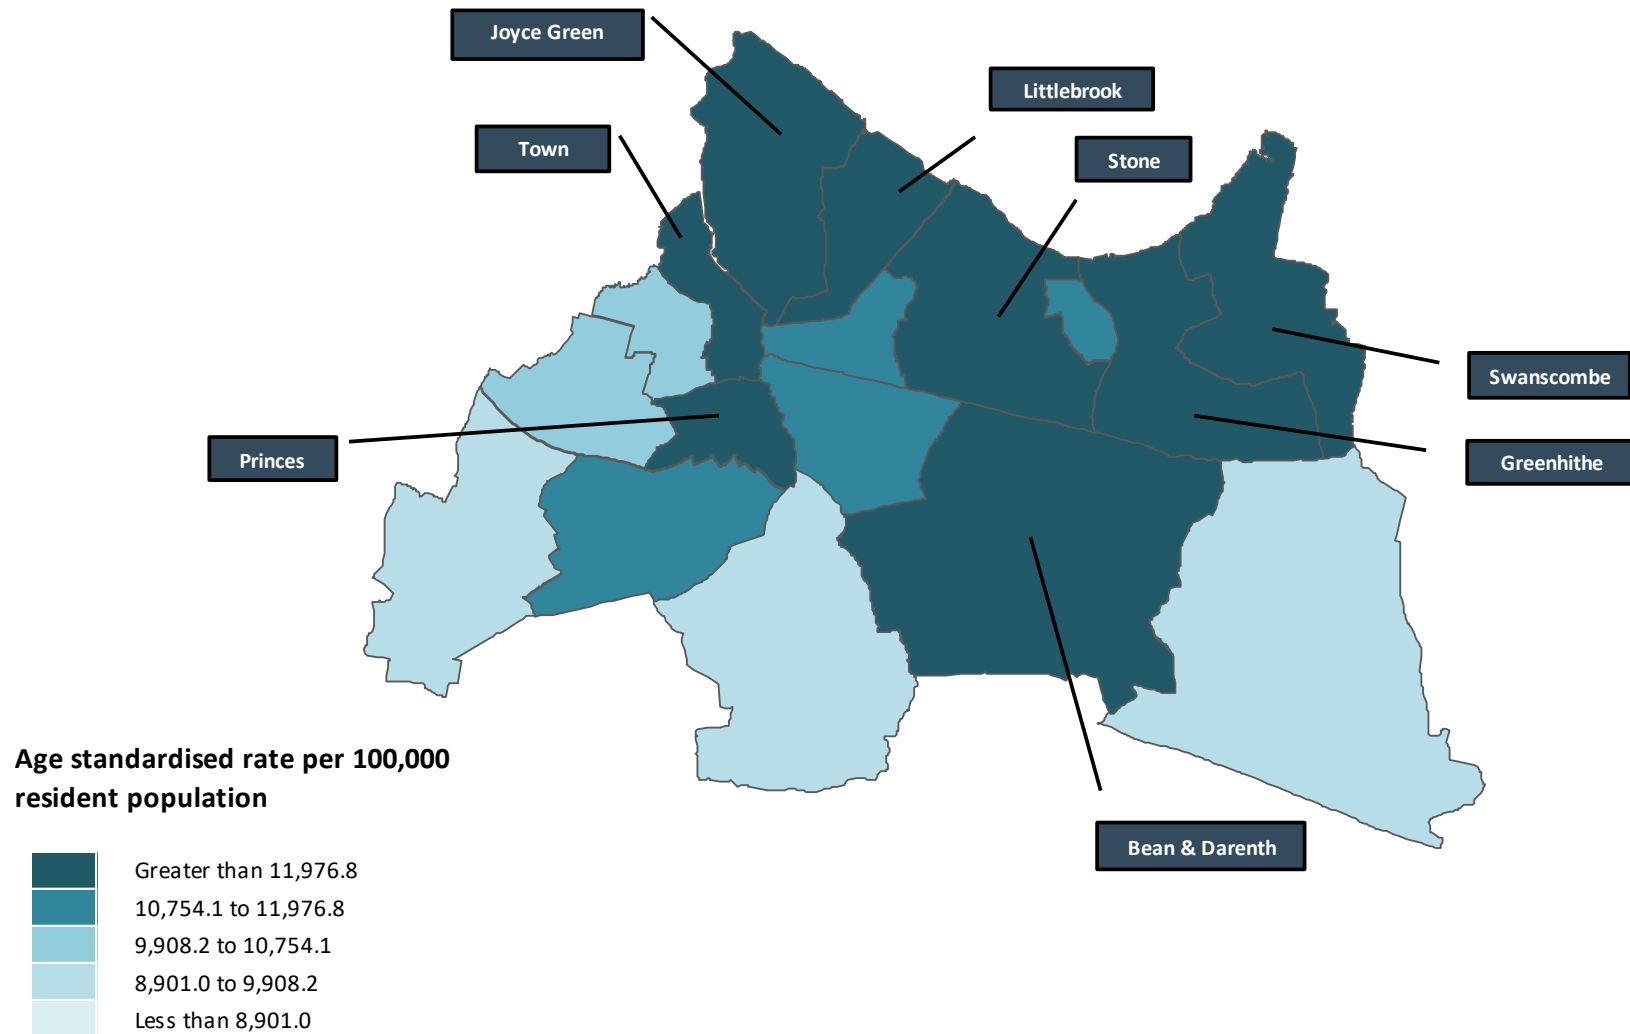 Joyce Green
Littlebrook
Town
Stone
Swanscombe
Princes
Greenhithe
Bean & Darenth
Age standardised rate per 100,000
resident population
Greater than 11,976.8
10,754.1 to 11,976.8
9,908.2 to 10,754.1
8,901.0 to 9,908.2
Less than 8,901.0